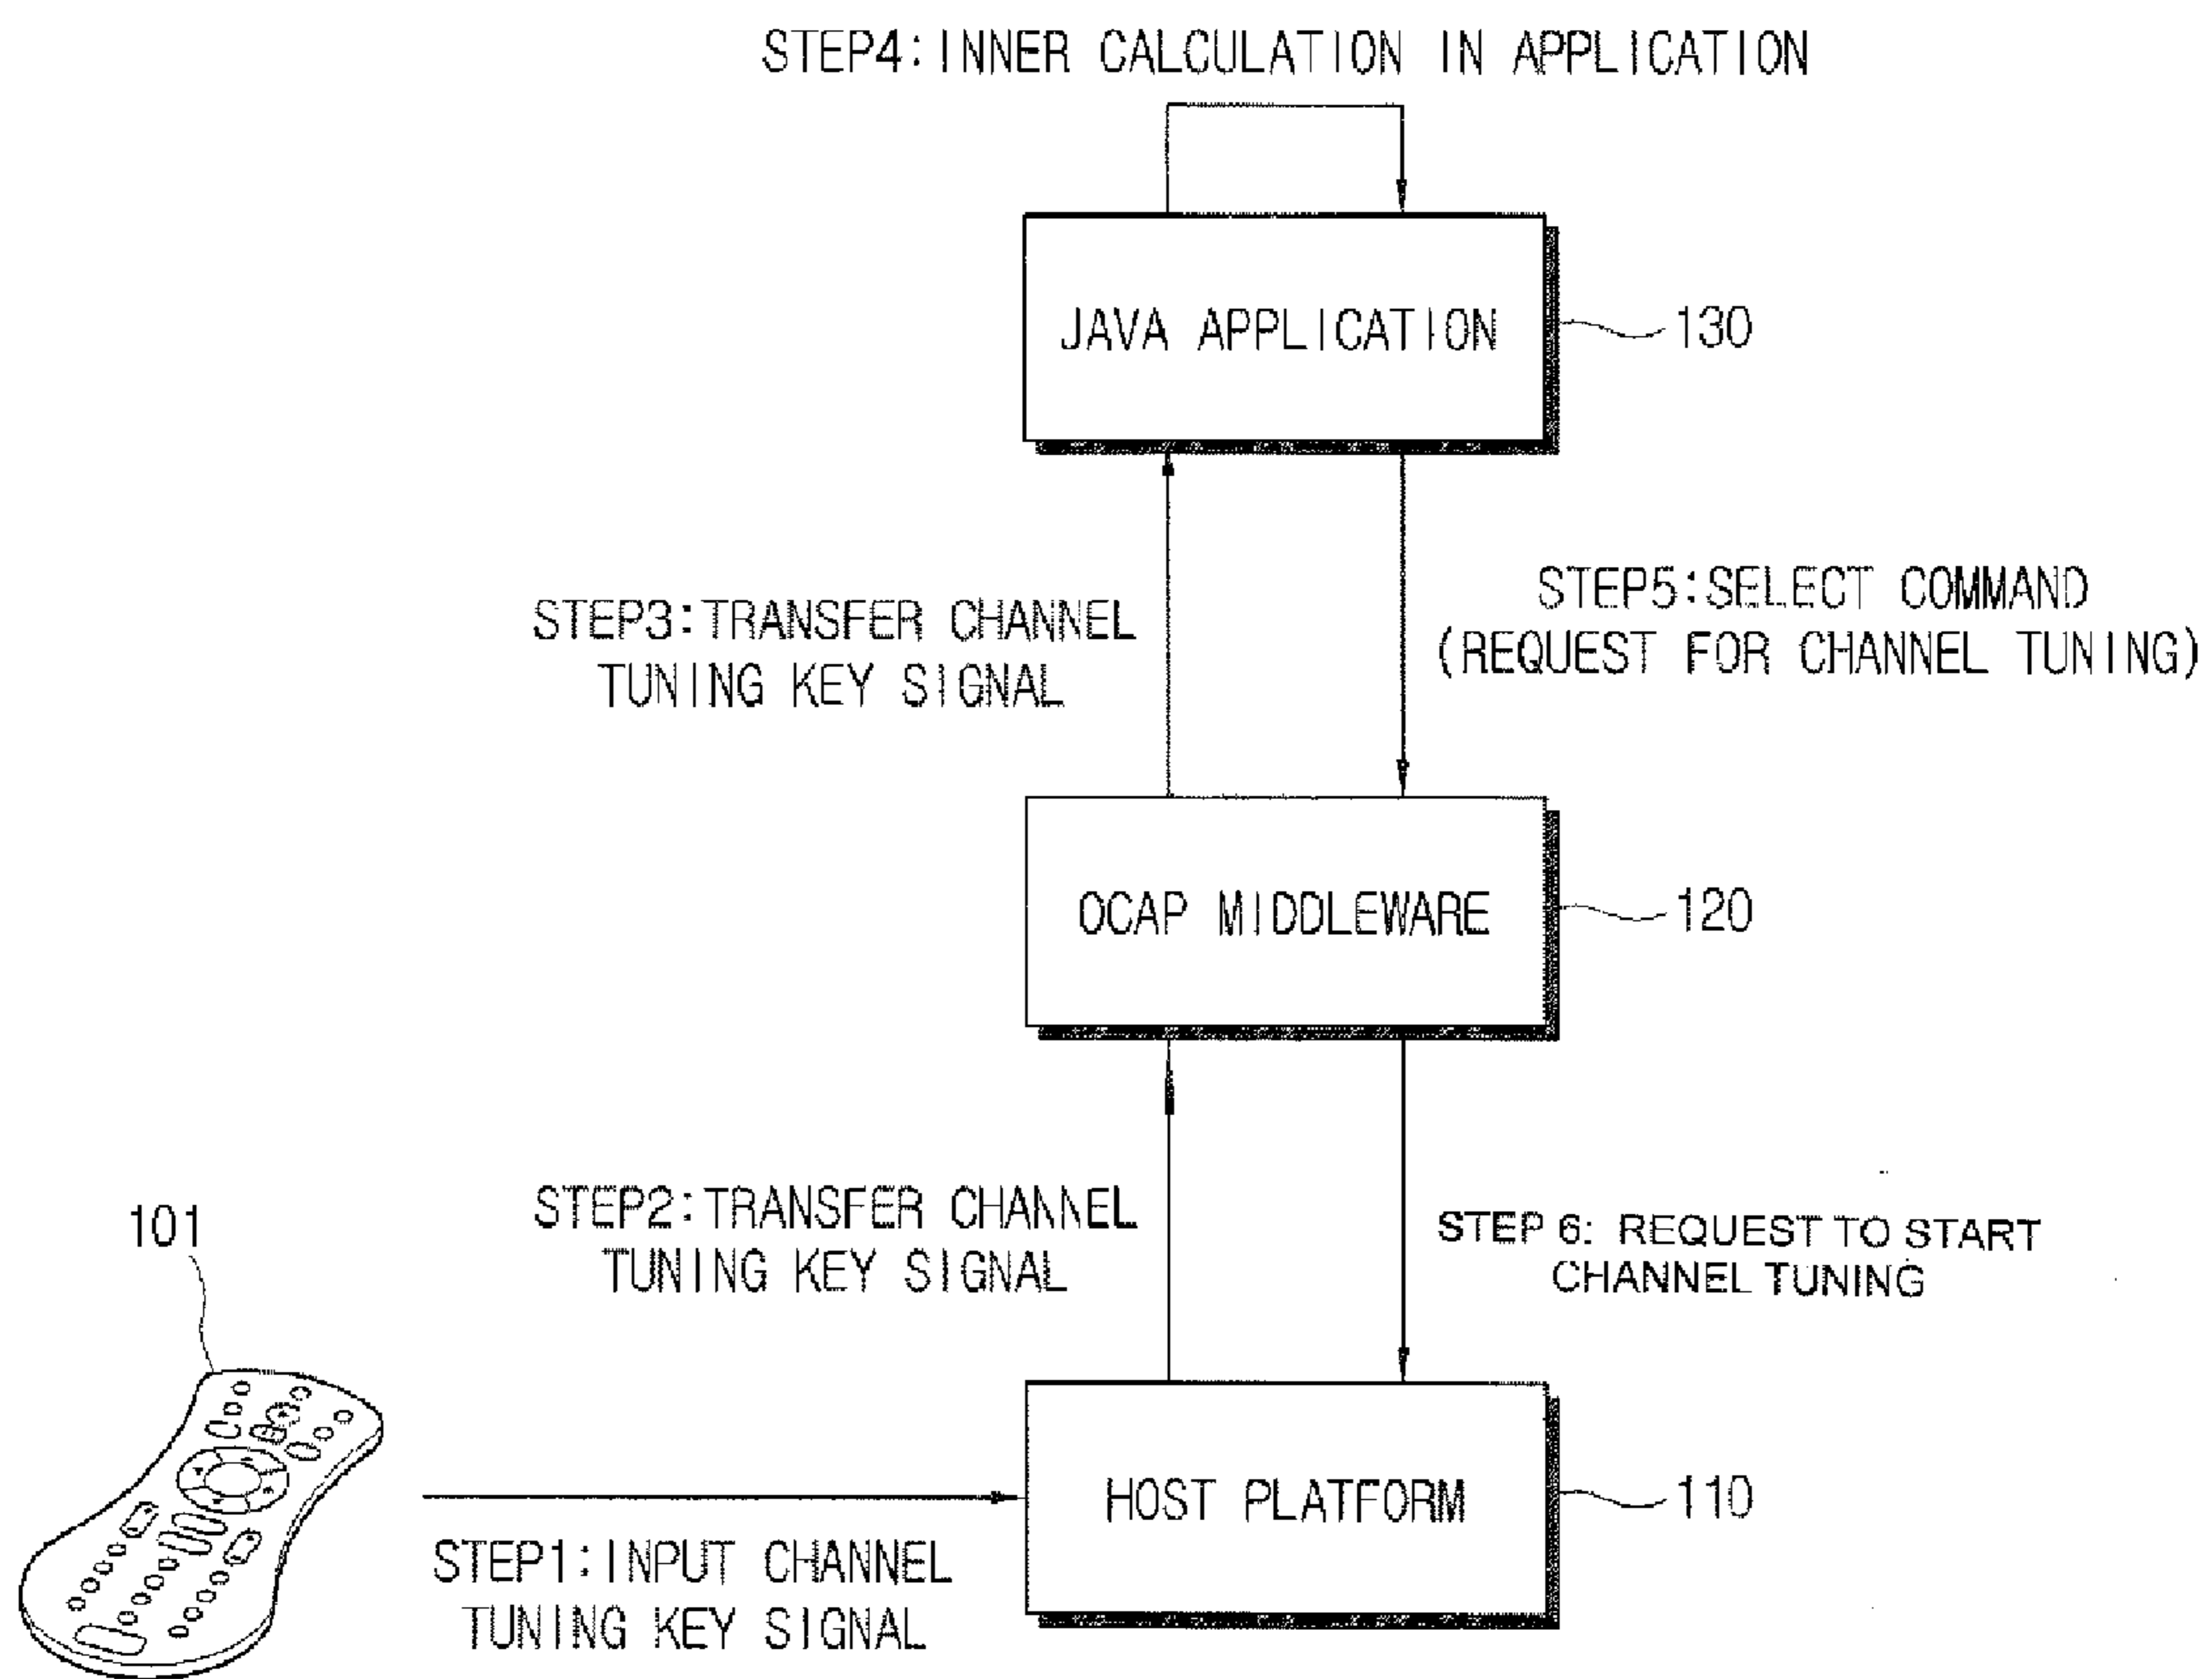 STEP4:INNER CALCULATION IN APPLICATION
JAVA APPLICATION
130
STEP3:TRANSFER CHANNEL
TUNING KEY SIGNAL
STEP5:SELECT COMMAND
(REQUEST FOR CHANNEL TUNING)
OCAP MIDDLEWARE
120
STEP2:TRANSFER CHANNEL
TUNING KEY SIGNAL
STEP 6: REQUEST TO START
CHANNEL TUNING
101
HOST PLATFORM
110
STEP1:INPUT CHANNEL
TUNING KEY SIGNAL